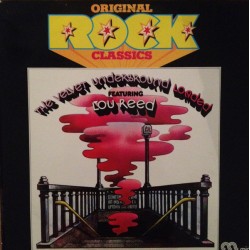 ORIGINAL
ROCK
CLASSICS
The Velvet Underground Loaded
FEATURING
Lou Reed